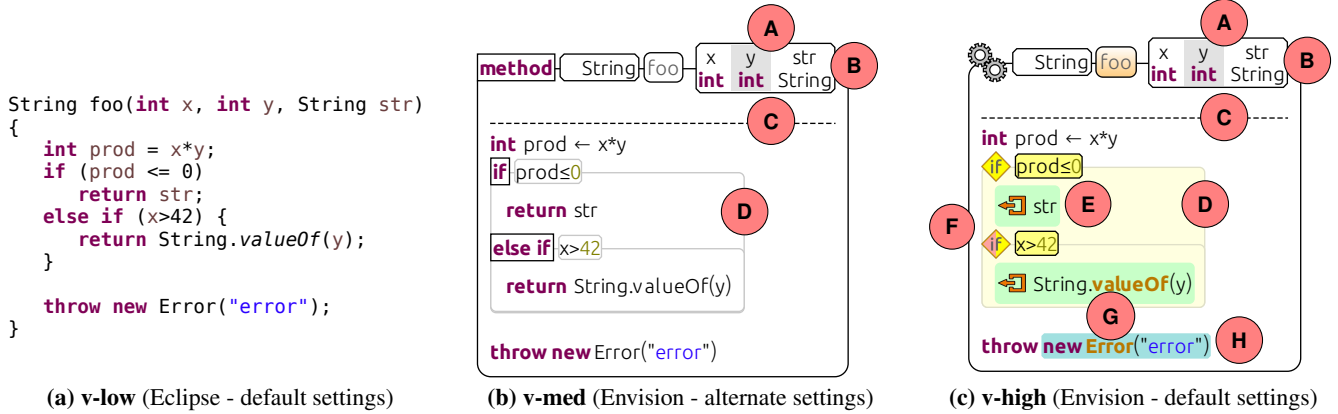 String foo(int x, int y, String str)
{
int prod = x*y;
if (prod <= 0)
return str;
else if (x>42) {
return String.valueOf(y);
}
throw new Error("error");
}
(a) v-low (Eclipse - default settings)
A
method String foo x y str
int int String
B
C
int prod ← x*y
if prod≤0
return str
D
else if x>42
return String.valueOf(y)
throw new Error("error")
(b) v-med (Envision - alternate settings)
A
String foo x y str
int int String
B
C
int prod ← x*y
if prod≤0
str
E
D
F
if x>42
String.valueOf(y)
G
throw new Error("error")
H
(c) v-high (Envision - default settings)